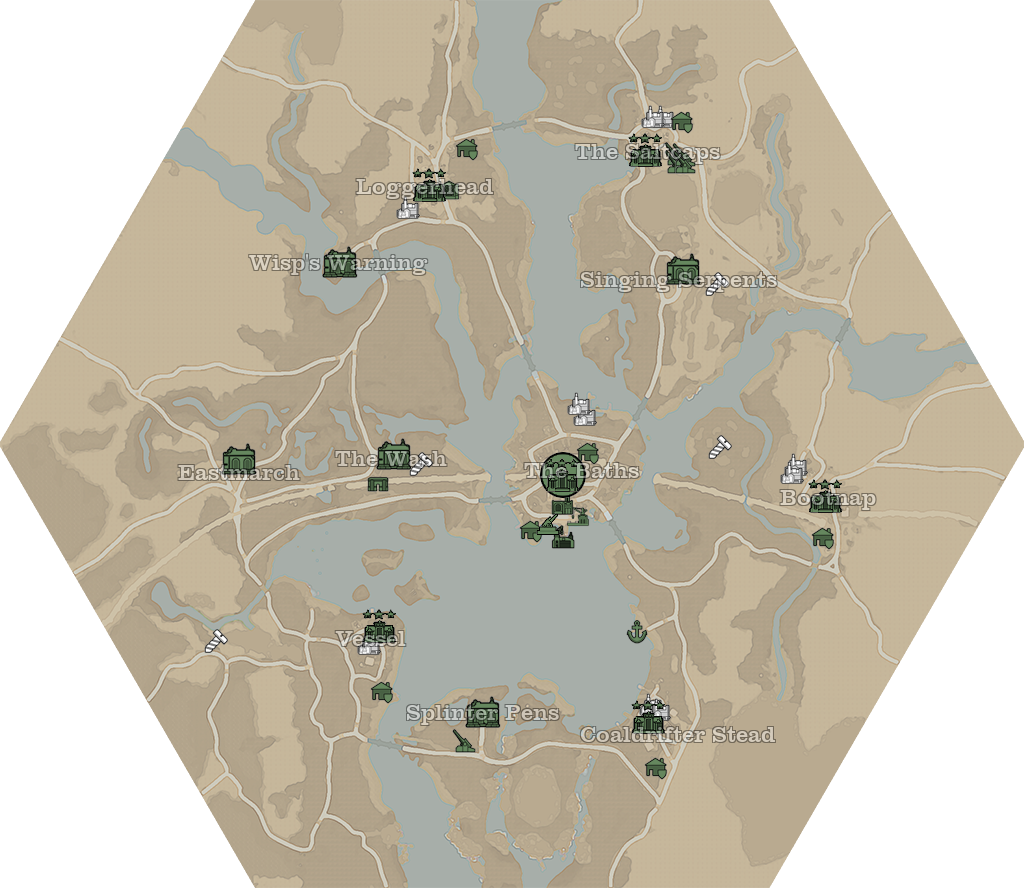 The Saltcaps
Loggerhead
Wisp's Warning
Singing Serpents
The Wash
Eastmarch
The Baths
Bootnap
Vessel
Splinter Pens
Coaldrifter Stead